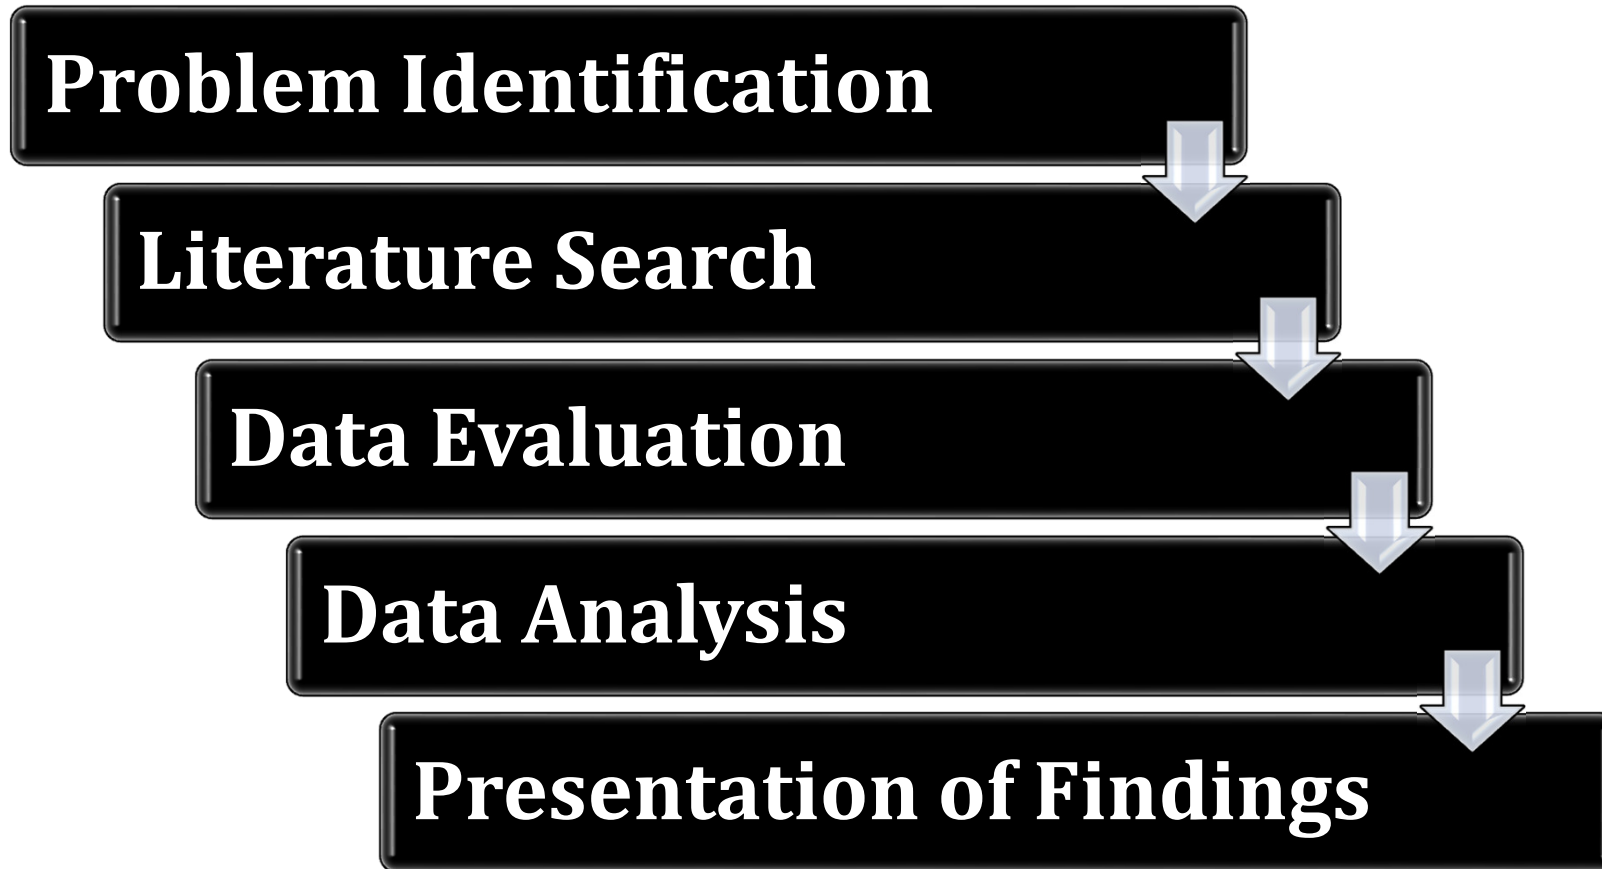 Problem Identification
Literature Search
Data Evaluation
Data Analysis
Presentation of Findings